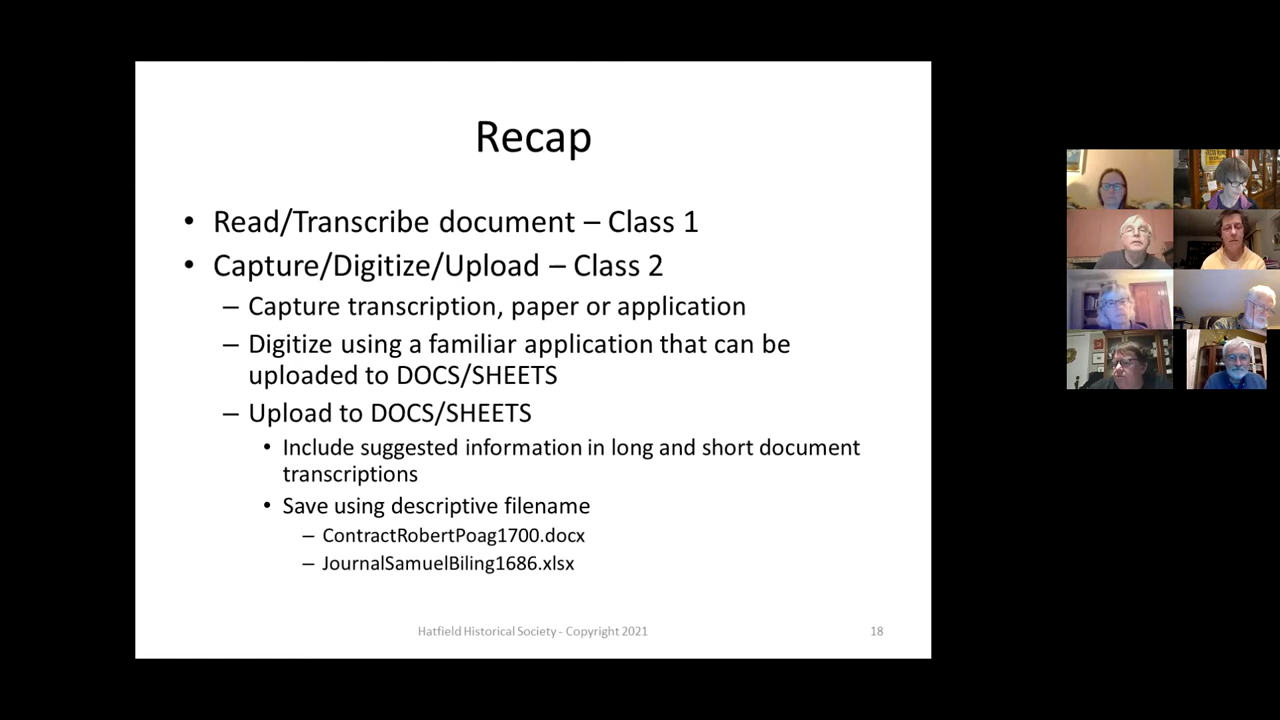 Recap
• Read/Transcribe document – Class 1
• Capture/Digitize/Upload – Class 2
– Capture transcription, paper or application
– Digitize using a familiar application that can be
uploaded to DOCS/SHEETS
– Upload to DOCS/SHEETS
• Include suggested information in long and short document
transcriptions
• Save using descriptive filename
– ContractRobertPoag1700.docx
– JournalSamuelBiling1686.xlsx
Hatfield Historical Society - Copyright 2021
18